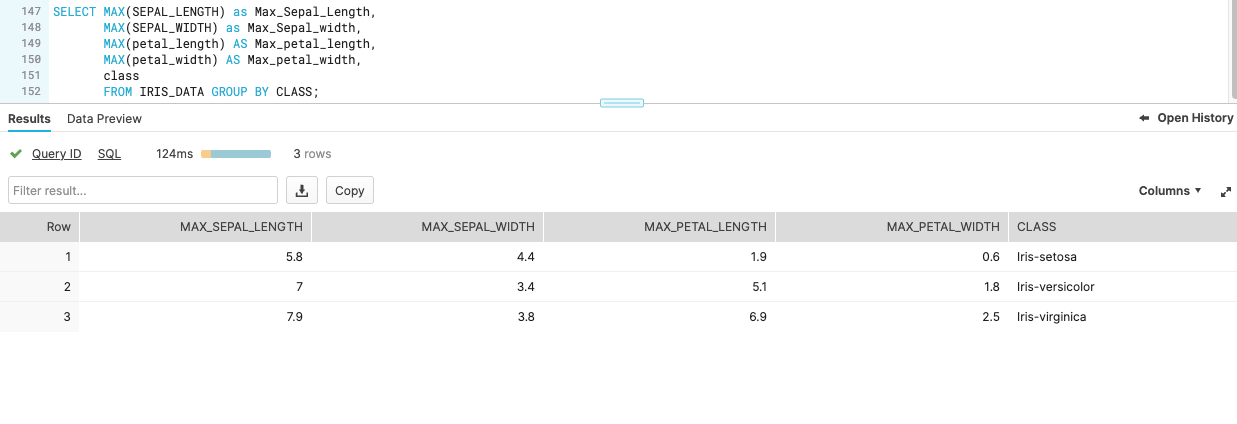 147 SELECT MAX(SEPAL_LENGTH) as Max_Sepal_Length,
148 MAX(SEPAL_WIDTH) as Max_Sepal_width,
149 MAX(petal_length) AS Max_petal_length,
150 MAX(petal_width) AS Max_petal_width,
151 class
152 FROM IRIS_DATA GROUP BY CLASS;
Results Data Preview Open History
Query ID SQL 124ms 3 rows
Filter result... Copy Columns
Row MAX_SEPAL_LENGTH MAX_SEPAL_WIDTH MAX_PETAL_LENGTH MAX_PETAL_WIDTH CLASS
1 5.8 4.4 1.9 0.6 Iris-setosa
2 7 3.4 5.1 1.8 Iris-versicolor
3 7.9 3.8 6.9 2.5 Iris-virginica